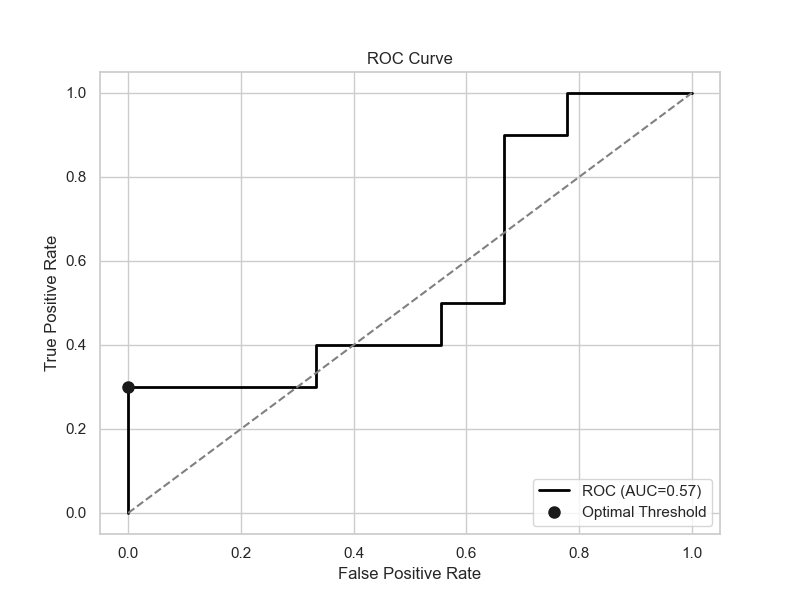 ROC Curve
1.0
0.8
0.6
0.4
0.2
0.0
True Positive Rate
0.0 0.2 0.4 0.6 0.8 1.0
False Positive Rate
ROC (AUC=0.57)
Optimal Threshold